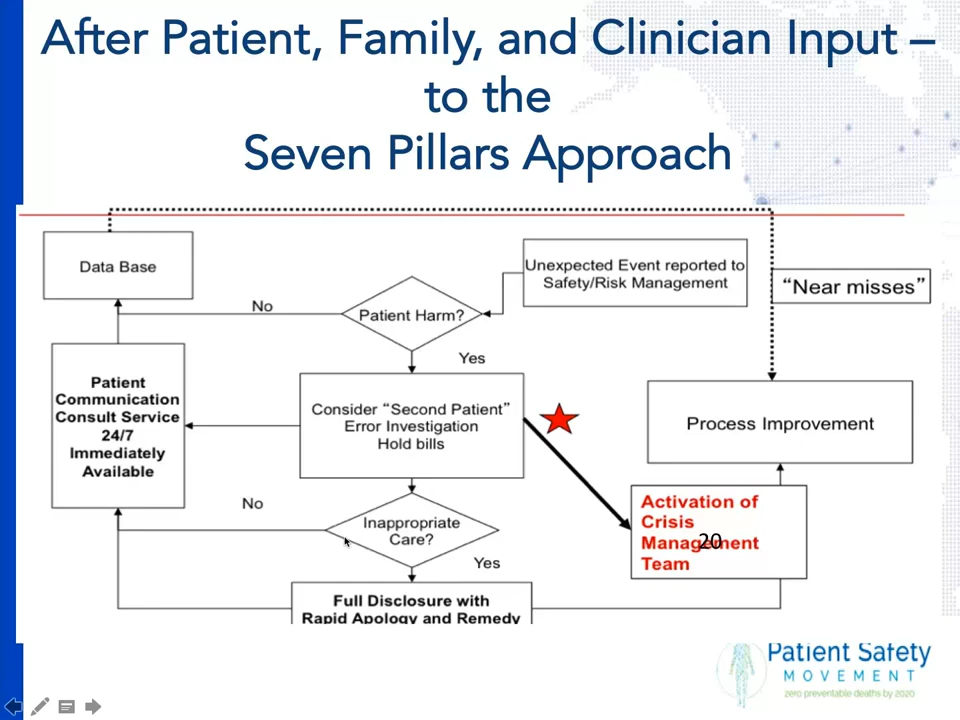 After Patient, Family, and Clinician Input –
to the
Seven Pillars Approach
Data Base
Unexpected Event reported to
Safety/Risk Management
“Near misses”
No
Patient Harm?
Yes
Patient
Communication
Consult Service
24/7
Immediately
Available
Consider “Second Patient”
Error Investigation
Hold bills
Process Improvement
No
Inappropriate
Care?
Yes
Activation of
Crisis
Management
Team
20
Full Disclosure with
Rapid Apology and Remedy
Patient Safety
MOVEMENT
zero preventable deaths by 2020